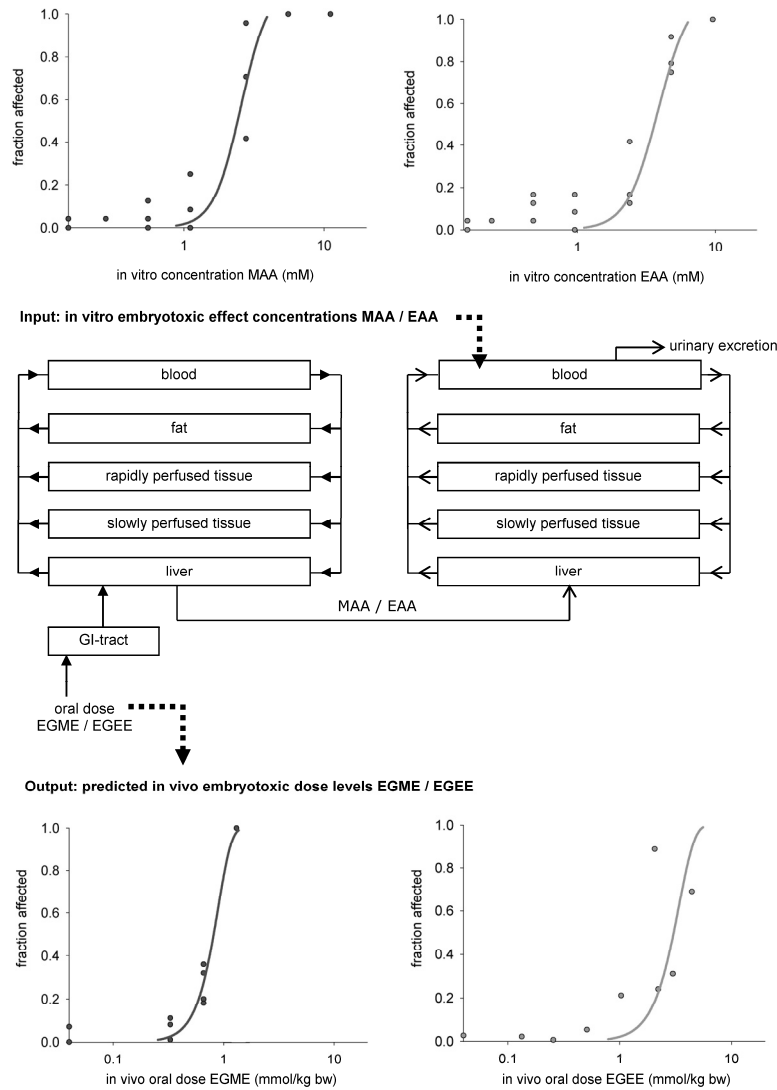 1.0
0.8
0.6
0.4
0.2
0.0
fraction affected
1
10
in vitro concentration MAA (mM)
1.0
0.8
0.6
0.4
0.2
0.0
fraction affected
1
10
in vitro concentration EAA (mM)
Input: in vitro embryotoxic effect concentrations MAA / EAA
urinary excretion
blood
fat
rapidly perfused tissue
slowly perfused tissue
liver
blood
fat
rapidly perfused tissue
slowly perfused tissue
liver
MAA / EAA
GI-tract
oral dose
EGME / EGEE
Output: predicted in vivo embryotoxic dose levels EGME / EGEE
1.0
0.8
0.6
0.4
0.2
0.0
fraction affected
0.1
1
10
in vivo oral dose EGME (mmol/kg bw)
1.0
0.8
0.6
0.4
0.2
0.0
fraction affected
0.1
1
10
in vivo oral dose EGEE (mmol/kg bw)